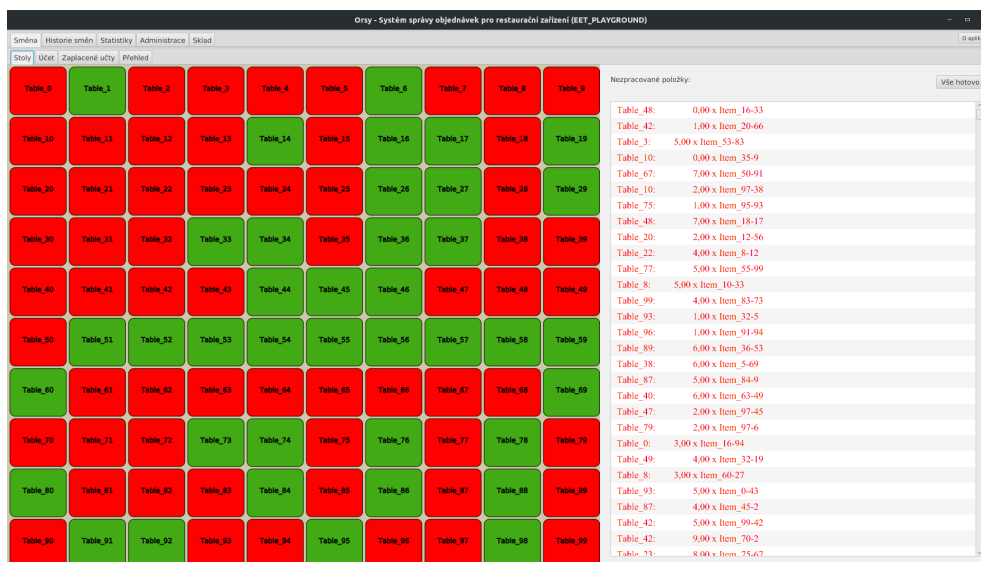 Orsy - Systém správy objednávek pro restaurační zařízení (EET_PLAYGROUND)
Směna Historie směn Statistiky Administrace Sklad O aplik
Stoly Účet Zaplacené učty Přehled
Table_0 Table_1 Table_2 Table_3 Table_4 Table_5 Table_6 Table_7 Table_8 Table_9
Table_10 Table_11 Table_12 Table_13 Table_14 Table_15 Table_16 Table_17 Table_18 Table_19
Table_20 Table_21 Table_22 Table_23 Table_24 Table_25 Table_26 Table_27 Table_28 Table_29
Table_30 Table_31 Table_32 Table_33 Table_34 Table_35 Table_36 Table_37 Table_38 Table_39
Table_40 Table_41 Table_42 Table_43 Table_44 Table_45 Table_46 Table_47 Table_48 Table_49
Table_50 Table_51 Table_52 Table_53 Table_54 Table_55 Table_56 Table_57 Table_58 Table_59
Table_60 Table_61 Table_62 Table_63 Table_64 Table_65 Table_66 Table_67 Table_68 Table_69
Table_70 Table_71 Table_72 Table_73 Table_74 Table_75 Table_76 Table_77 Table_78 Table_79
Table_80 Table_81 Table_82 Table_83 Table_84 Table_85 Table_86 Table_87 Table_88 Table_89
Table_90 Table_91 Table_92 Table_93 Table_94 Table_95 Table_96 Table_97 Table_98 Table_99
Nezpracované položky: Vše hotovo
Table_48: 0,00 x Item_16-33
Table_42: 1,00 x Item_20-66
Table_3: 5,00 x Item_53-83
Table_10: 0,00 x Item_35-9
Table_67: 7,00 x Item_50-91
Table_10: 2,00 x Item_97-38
Table_75: 1,00 x Item_95-93
Table_48: 7,00 x Item_18-17
Table_20: 2,00 x Item_12-56
Table_22: 4,00 x Item_8-12
Table_77: 5,00 x Item_55-99
Table_8: 5,00 x Item_10-33
Table_99: 4,00 x Item_83-73
Table_93: 1,00 x Item_32-5
Table_96: 1,00 x Item_91-94
Table_89: 6,00 x Item_36-53
Table_38: 6,00 x Item_5-69
Table_87: 5,00 x Item_84-9
Table_40: 6,00 x Item_63-49
Table_47: 2,00 x Item_97-45
Table_79: 2,00 x Item_97-6
Table_0: 3,00 x Item_16-94
Table_49: 4,00 x Item_32-19
Table_8: 3,00 x Item_60-27
Table_93: 5,00 x Item_0-43
Table_87: 4,00 x Item_45-2
Table_42: 5,00 x Item_99-42
Table_42: 9,00 x Item_70-2
Table_23: 8,00 x Item_75-67